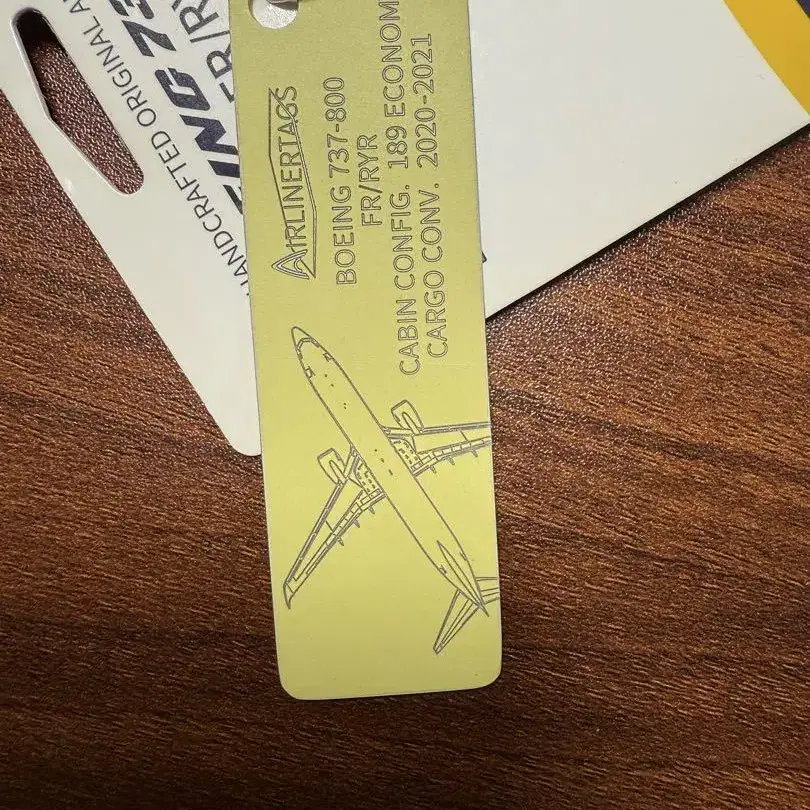 AIRLINERTAGS
BOEING 737-800
FR/RYR
CABIN CONFIG. 189 ECONOM
CARGO CONV. 2020-2021
HANDCRAFTED ORIGINAL